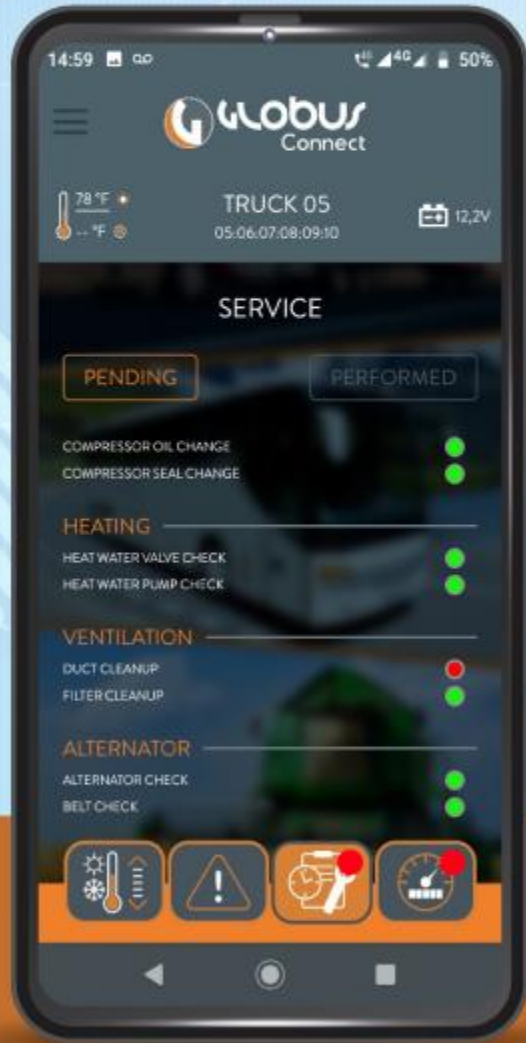 14:59 4G 50%
GLOBUS
Connect
78 °F
-- °F
TRUCK 05
05:06:07:08:09:10
12,2V
SERVICE
PENDING PERFORMED
COMPRESSOR OIL CHANGE
COMPRESSOR SEAL CHANGE
HEATING
HEAT WATER VALVE CHECK
HEAT WATER PUMP CHECK
VENTILATION
DUCT CLEANUP
FILTER CLEANUP
ALTERNATOR
ALTERNATOR CHECK
BELT CHECK